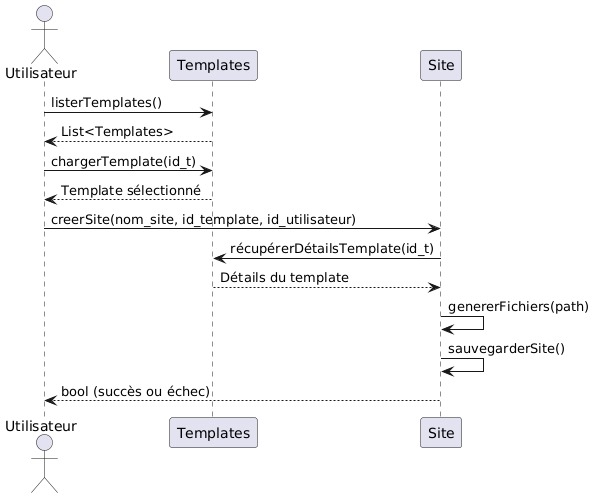 Utilisateur
Templates
Site
listerTemplates()
List<Templates>
chargerTemplate(id_t)
Template sélectionné
creerSite(nom_site, id_template, id_utilisateur)
récupérerDétailsTemplate(id_t)
Détails du template
genererFichiers(path)
sauvegarderSite()
bool (succès ou échec)
Utilisateur
Templates
Site